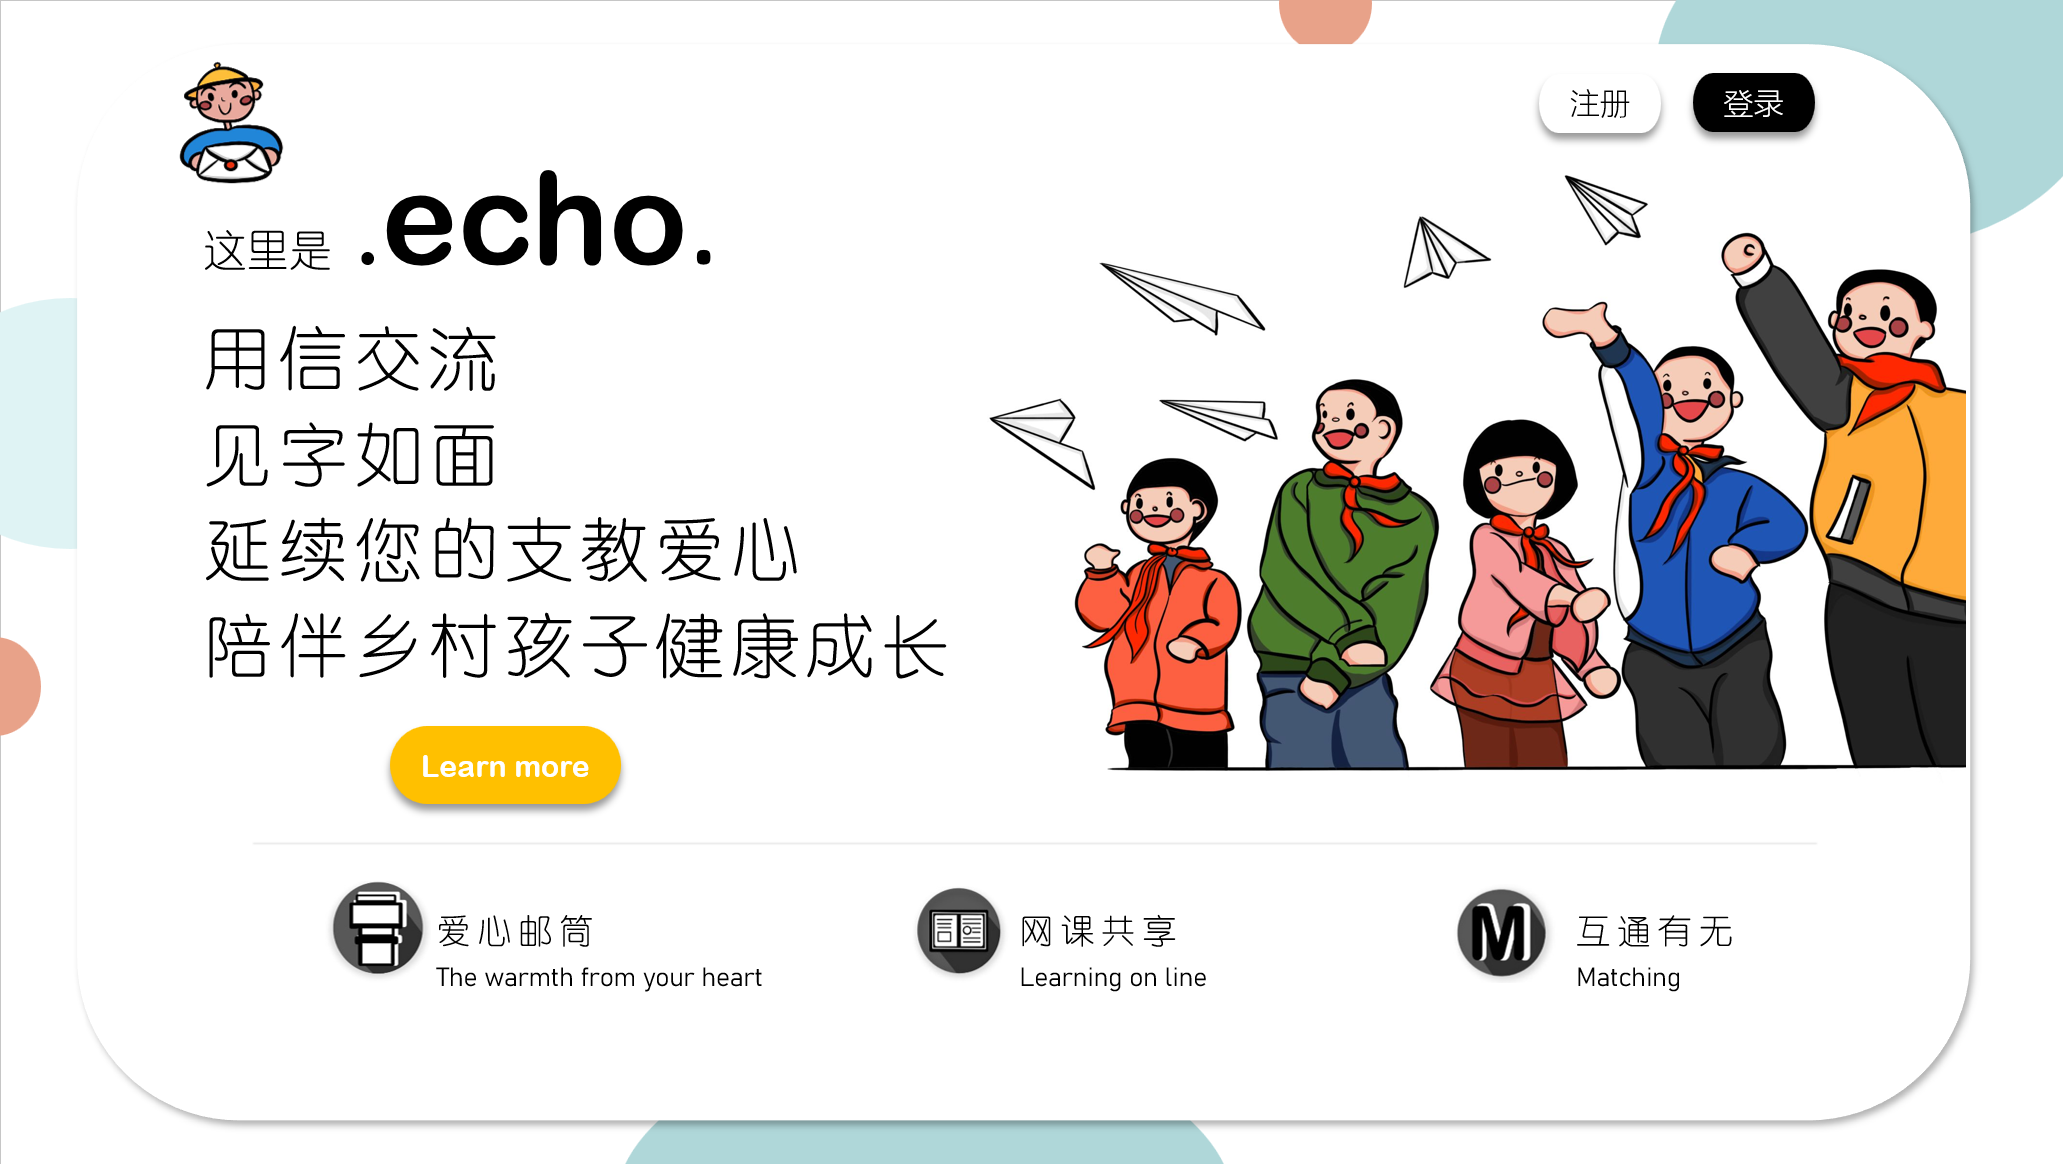 注册
登录
这里是 .echo.
用信交流
见字如面
延续您的支教爱心
陪伴乡村孩子健康成长
Learn more
爱心邮筒
The warmth from your heart
网课共享
Learning on line
M
互通有无
Matching